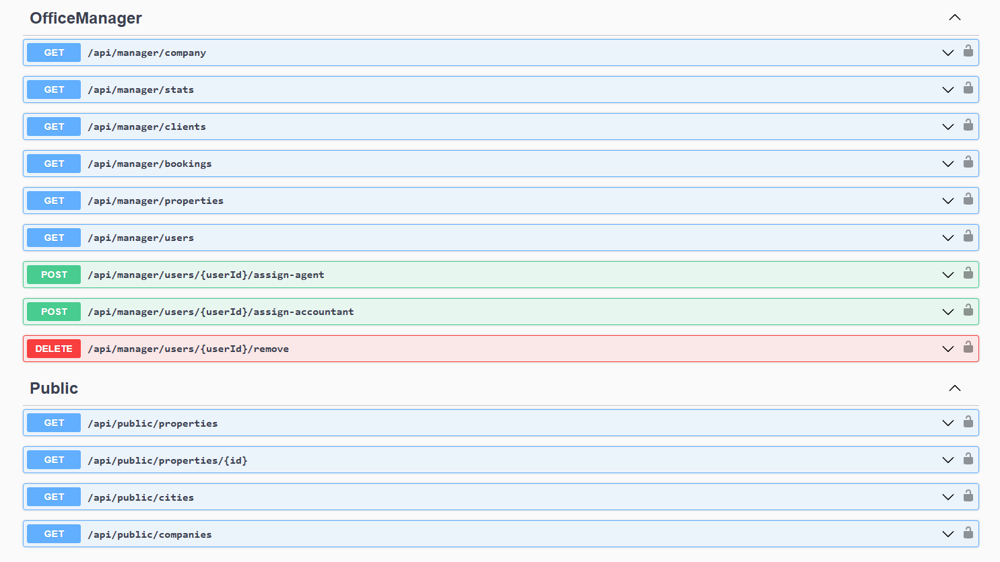 OfficeManager
GET /api/manager/company
GET /api/manager/stats
GET /api/manager/clients
GET /api/manager/bookings
GET /api/manager/properties
GET /api/manager/users
POST /api/manager/users/{userId}/assign-agent
POST /api/manager/users/{userId}/assign-accountant
DELETE /api/manager/users/{userId}/remove
Public
GET /api/public/properties
GET /api/public/properties/{id}
GET /api/public/cities
GET /api/public/companies